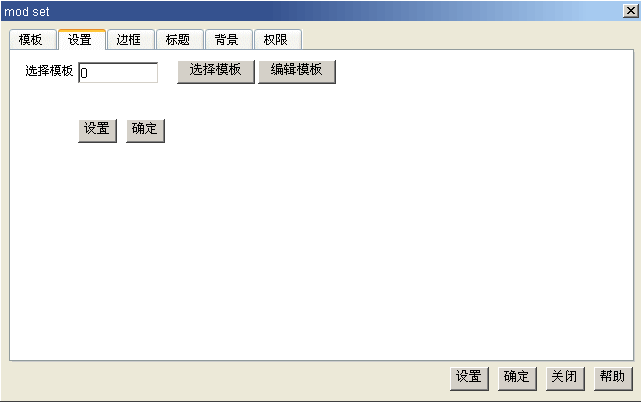 mod set
模板 设置 边框 标题 背景 权限
选择模板 0 选择模板 编辑模板
设置 确定
设置 确定 关闭 帮助